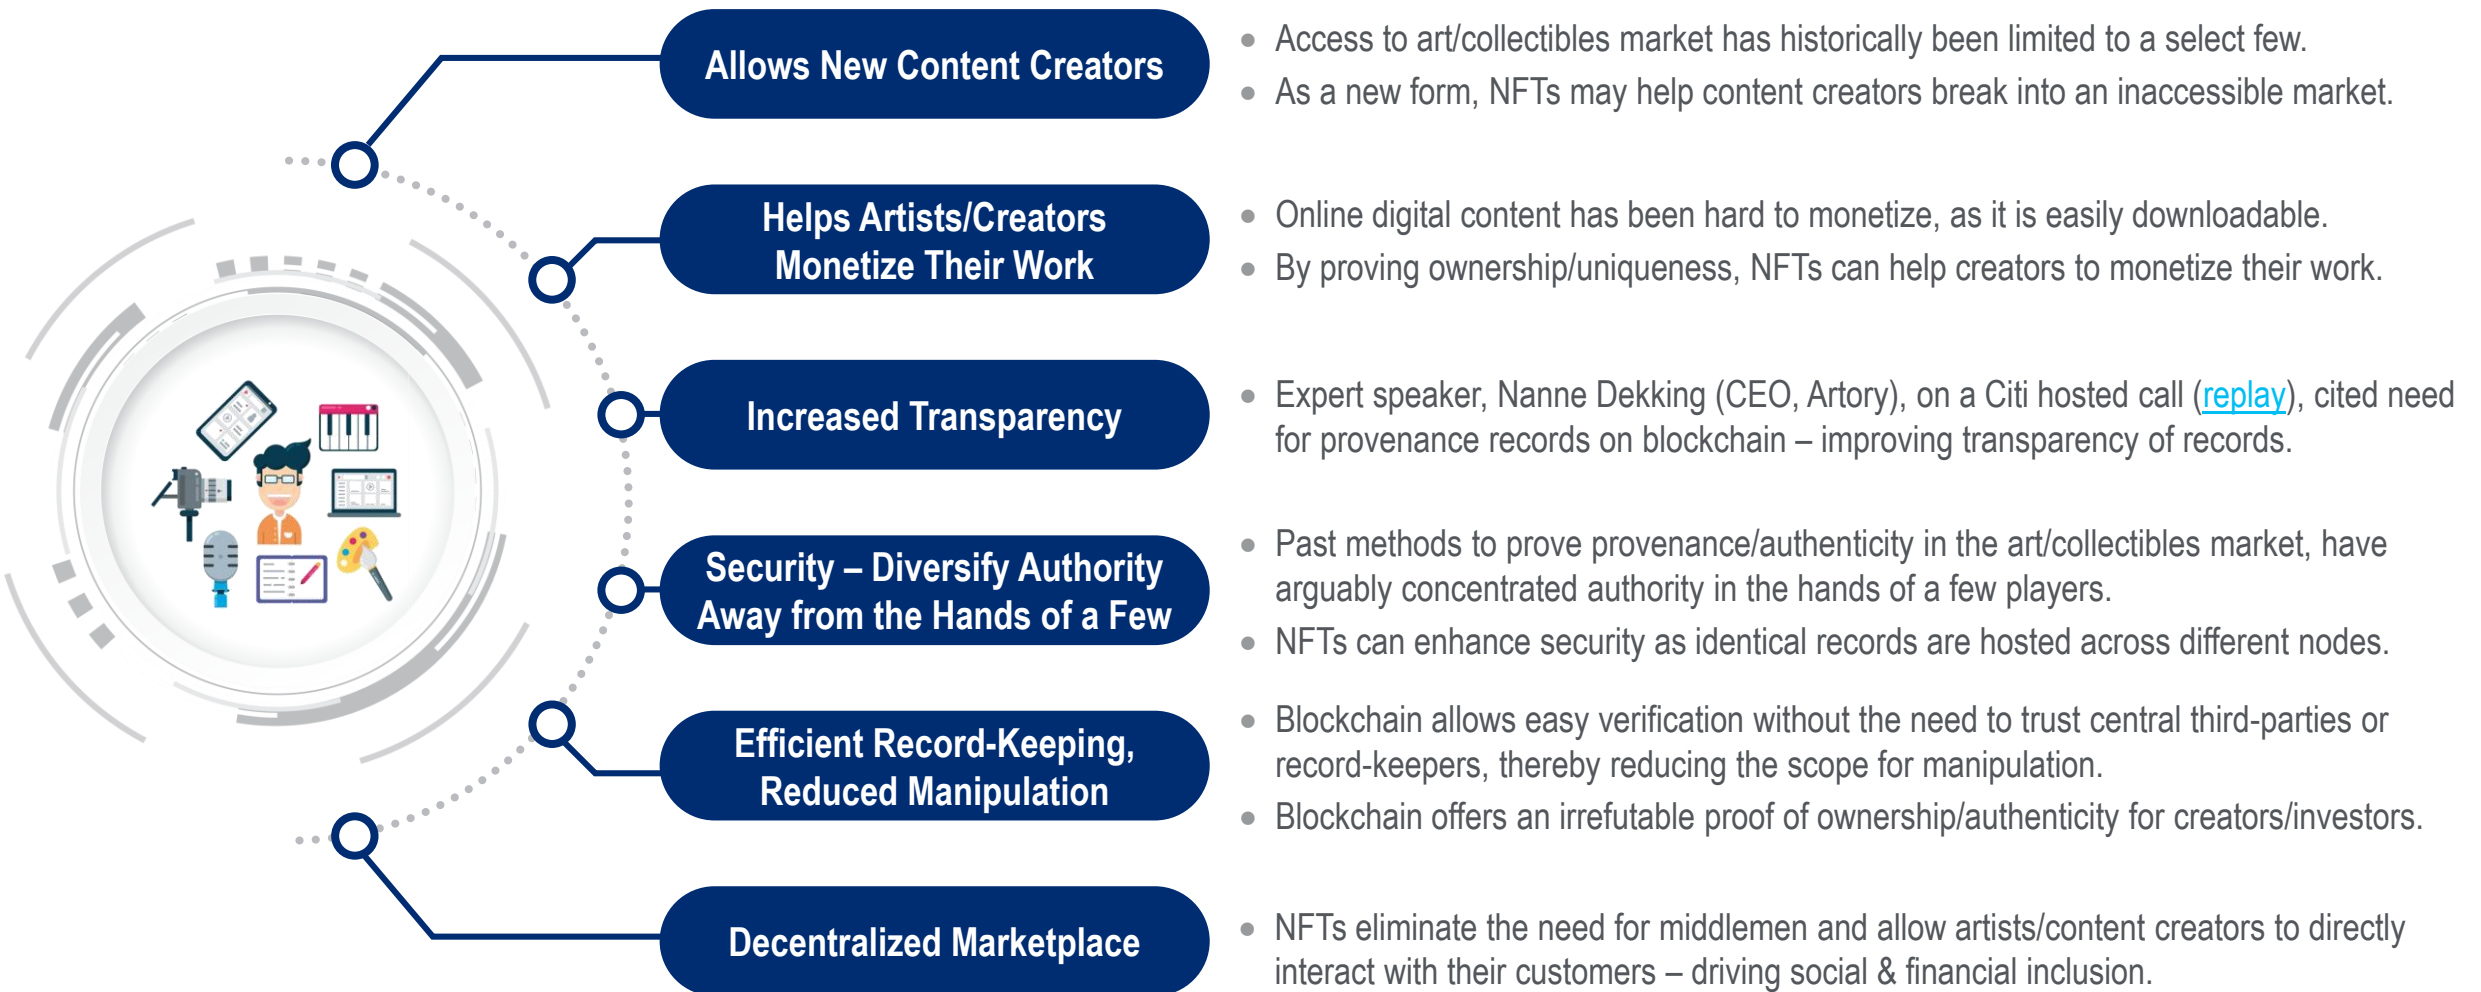 Allows New Content Creators
• Access to art/collectibles market has historically been limited to a select few.
• As a new form, NFTs may help content creators break into an inaccessible market.
Helps Artists/Creators
Monetize Their Work
• Online digital content has been hard to monetize, as it is easily downloadable.
• By proving ownership/uniqueness, NFTs can help creators to monetize their work.
Increased Transparency
• Expert speaker, Nanne Dekking (CEO, Artory), on a Citi hosted call (replay), cited need
for provenance records on blockchain – improving transparency of records.
Security – Diversify Authority
Away from the Hands of a Few
• Past methods to prove provenance/authenticity in the art/collectibles market, have
arguably concentrated authority in the hands of a few players.
• NFTs can enhance security as identical records are hosted across different nodes.
Efficient Record-Keeping,
Reduced Manipulation
• Blockchain allows easy verification without the need to trust central third-parties or
record-keepers, thereby reducing the scope for manipulation.
• Blockchain offers an irrefutable proof of ownership/authenticity for creators/investors.
Decentralized Marketplace
• NFTs eliminate the need for middlemen and allow artists/content creators to directly
interact with their customers – driving social & financial inclusion.